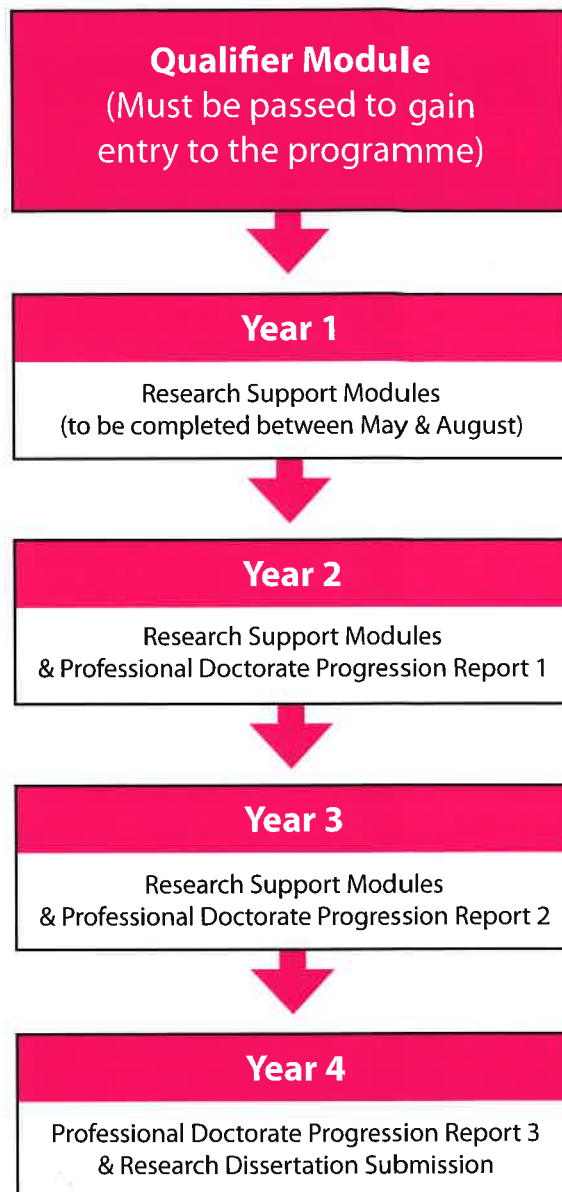 Qualifier Module
(Must be passed to gain
entry to the programme)
Year 1
Research Support Modules
(to be completed between May & August)
Year 2
Research Support Modules
& Professional Doctorate Progression Report 1
Year 3
Research Support Modules
& Professional Doctorate Progression Report 2
Year 4
Professional Doctorate Progression Report 3
& Research Dissertation Submission